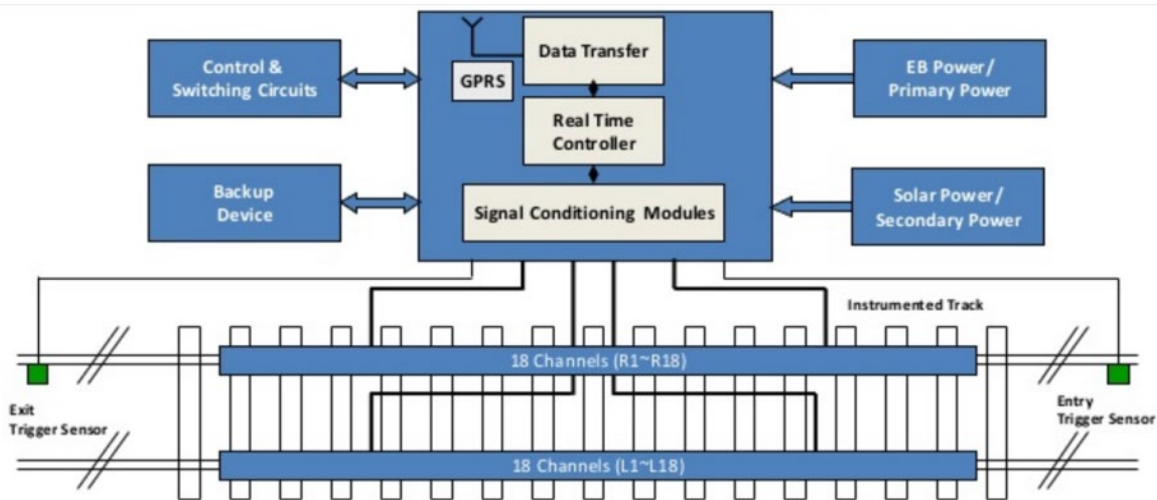 Control &
Switching Circuits
Backup
Device
Data Transfer
GPRS
Real Time
Controller
Signal Conditioning Modules
EB Power/
Primary Power
Solar Power/
Secondary Power
Instrumented Track
18 Channels (R1~R18)
Exit
Trigger Sensor
Entry
Trigger Sensor
18 Channels (L1~L18)